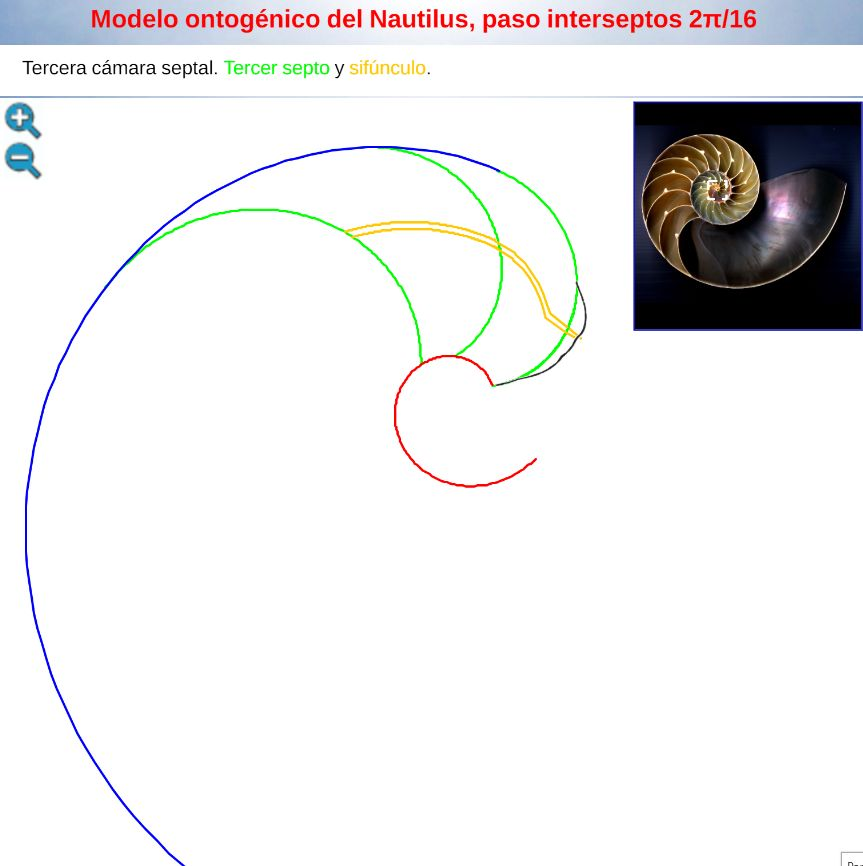 Modelo ontogénico del Nautilus, paso interseptos 2π/16
Tercera cámara septal. Tercer septo y sifúnculo.